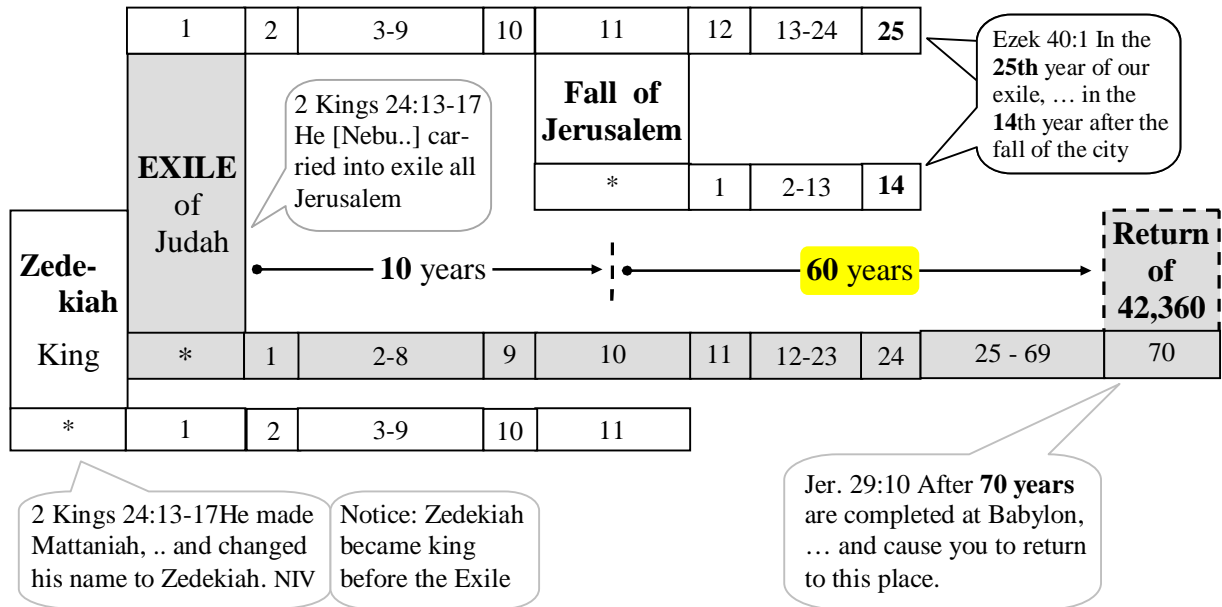 1 2 3-9 10 11 12 13-24 25
Ezek 40:1 In the
25th year of our
exile, … in the
14th year after the
fall of the city
2 Kings 24:13-17
He [Nebu..] car-
ried into exile all
Jerusalem
Fall of
Jerusalem
EXILE
of
Judah
* 1 2-13 14
Zede-
kiah
King
10 years
60 years
Return
of
42,360
* 1 2-8 9 10 11 12-23 24 25 - 69 70
* 1 2 3-9 10 11
2 Kings 24:13-17He made
Mattaniah, .. and changed
his name to Zedekiah. NIV
Notice: Zedekiah
became king
before the Exile
Jer. 29:10 After 70 years
are completed at Babylon,
… and cause you to return
to this place.